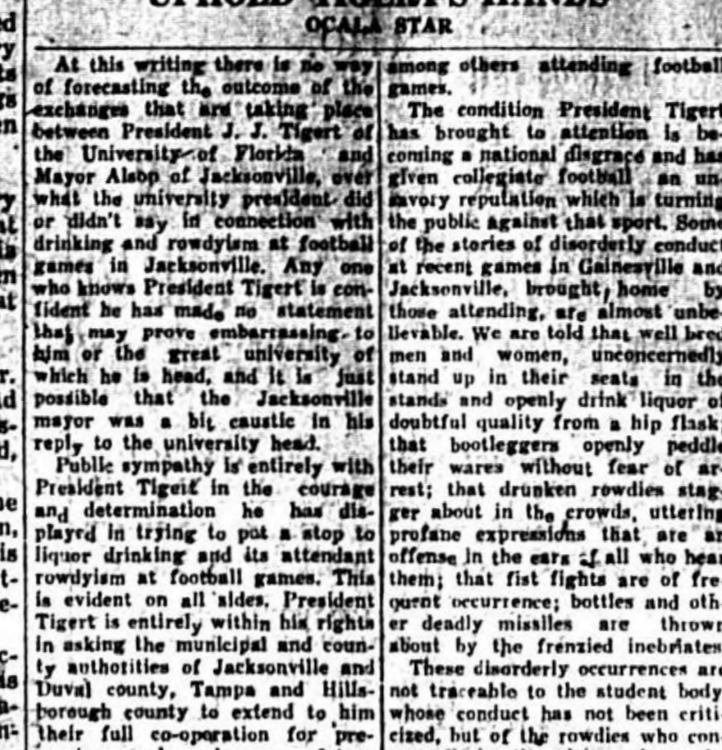 UPHOLD TIGERT'S HANDS
OCALA STAR
At this writing there is no way
of forecasting the outcome of the
exchanges that are taking place
between President J. J. Tigert of
the University of Florida and
Mayor Alsop of Jacksonville, over
what the university president did
or didn't say in connection with
drinking and rowdyism at football
games in Jacksonville. Any one
who knows President Tigert is con-
fident he has made no statement
that may prove embarrassing to
him or the great university of
which he is head, and it is just
possible that the Jacksonville
mayor was a bit caustic in his
reply to the university head.
Public sympathy is entirely with
President Tigert in the courage
and determination he has dis-
played in trying to put a stop to
liquor drinking and its attendant
rowdyism at football games. This
is evident on all sides. President
Tigert is entirely within his rights
in asking the municipal and coun-
ty authorities of Jacksonville and
Duval county, Tampa and Hills-
borough county to extend to him
their full co-operation for pre-
among others attending football
games.
The condition President Tigert
has brought to attention is be-
coming a national disgrace and has
given collegiate football an un-
savory reputation which is turning
the public against that sport. Some
of the stories of disorderly conduct
at recent games in Gainesville and
Jacksonville, brought home by
those attending, are almost unbe-
lievable. We are told that well bred
men and women, unconcernedly
stand up in their seats in the
stands and openly drink liquor of
doubtful quality from a hip flask;
that bootleggers openly peddle
their wares without fear of ar-
rest; that drunken rowdies stag-
ger about in the crowds, uttering
profane expressions that are an
offense in the ears of all who hear
them; that fist fights are of fre-
quent occurrence; bottles and oth-
er deadly missiles are thrown
about by the frenzied inebriates.
These disorderly occurrences are
not traceable to the student body
whose conduct has not been criti-
cized, but of the rowdies who con-